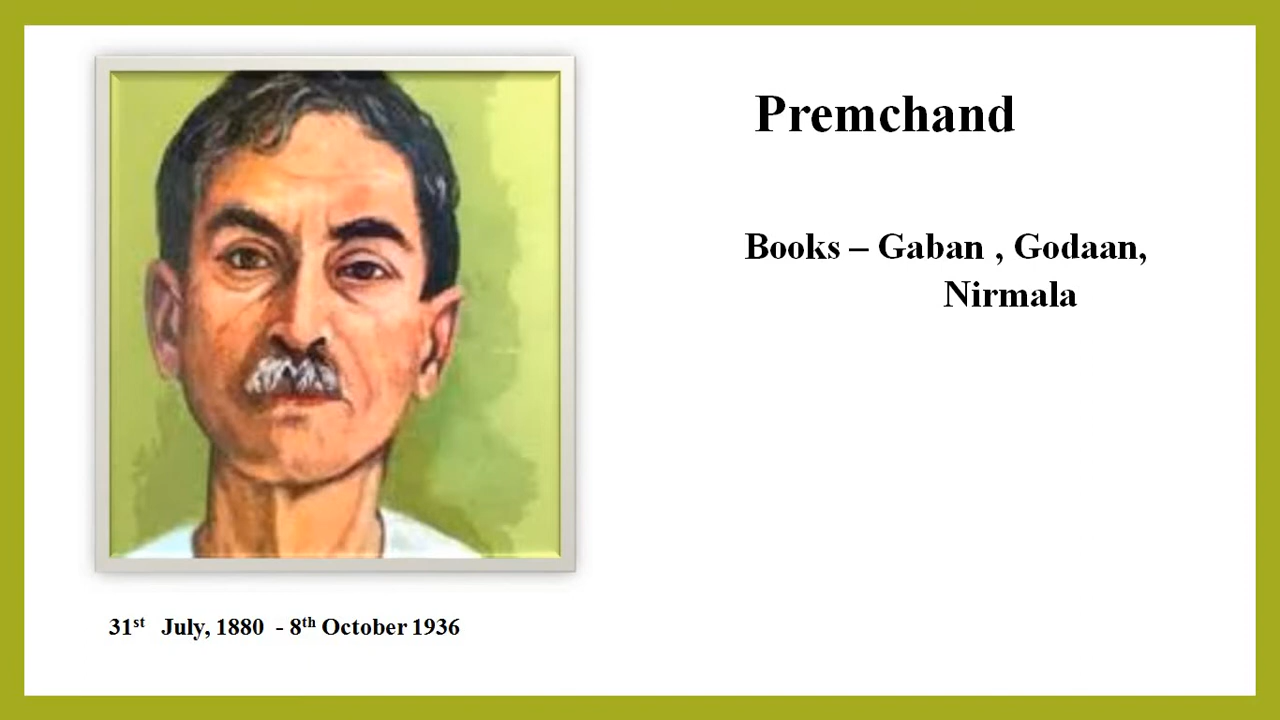 Premchand
Books – Gaban , Godaan,
Nirmala
31st July, 1880 - 8th October 1936